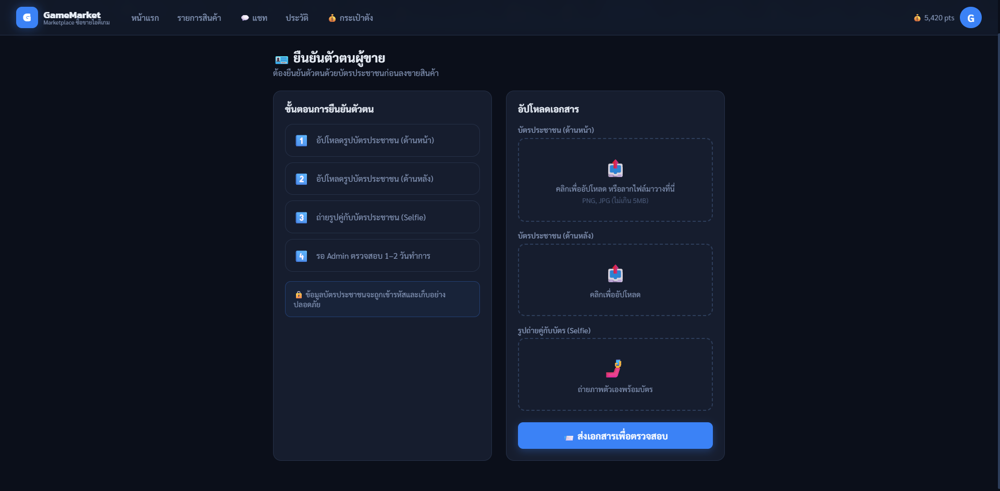 G
GameMarket
Marketplace ซื้อขายไอดีเกม
หน้าแรก
รายการสินค้า
แชท
ประวัติ
กระเป๋าตัง
5,420 pts
G
ยืนยันตัวตนผู้ขาย
ต้องยืนยันตัวตนด้วยบัตรประชาชนก่อนลงขายสินค้า
ขั้นตอนการยืนยันตัวตน
1 อัปโหลดรูปบัตรประชาชน (ด้านหน้า)
2 อัปโหลดรูปบัตรประชาชน (ด้านหลัง)
3 ถ่ายรูปคู่กับบัตรประชาชน (Selfie)
4 รอ Admin ตรวจสอบ 1–2 วันทำการ
ข้อมูลบัตรประชาชนจะถูกเข้ารหัสและเก็บอย่าง
ปลอดภัย
อัปโหลดเอกสาร
บัตรประชาชน (ด้านหน้า)
คลิกเพื่ออัปโหลด หรือลากไฟล์มาวางที่นี่
PNG, JPG (ไม่เกิน 5MB)
บัตรประชาชน (ด้านหลัง)
คลิกเพื่ออัปโหลด
รูปถ่ายคู่กับบัตร (Selfie)
ถ่ายภาพตัวเองพร้อมบัตร
ส่งเอกสารเพื่อตรวจสอบ